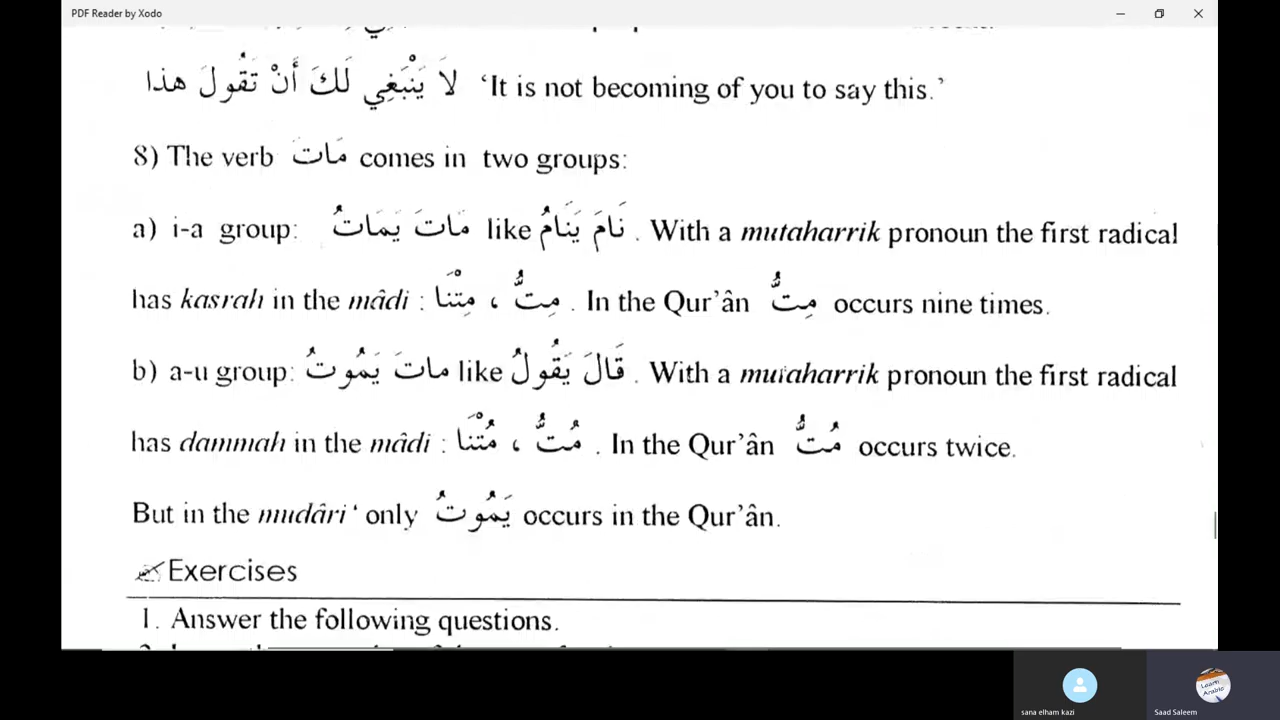 PDF Reader by Xodo
لاَ يَنْبَغِي لَكَ أَنْ تَقُولَ هذا ‘It is not becoming of you to say this.’
8) The verb مَاتَ comes in two groups:
a) i-a group: مَاتَ يَمَاتُ like نَامَ يَنَامُ . With a mutaharrik pronoun the first radical
has kasrah in the mâdi : مِتُّ ، مِتْنَا . In the Qur’ân مِتُّ occurs nine times.
b) a-u group: ماتَ يَمُوتُ like قَالَ يَقُولُ . With a mutaharrik pronoun the first radical
has dammah in the mâdi : مُتُّ ، مُتْنَا . In the Qur’ân مُتُّ occurs twice.
But in the mudâri‘ only يَمُوتُ occurs in the Qur’ân.
Exercises
1. Answer the following questions.
sana elham kazi
Learn Arabic
Saad Saleem